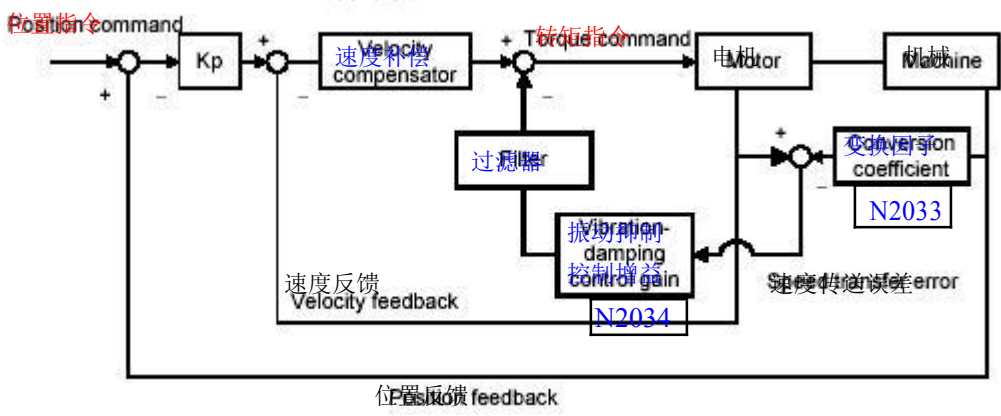 位置指令
Position command
Kp
速度补偿
Velocity
compensator
转矩指令
Torque command
电机
Motor
机械
Machine
+
−
+
−
+
−
过滤器
Filter
+
−
变换因子
Conversion
coefficient
N2033
振动抑制
Vibration-
damping
控制增益
control gain
N2034
速度传送误差
Speed transfer error
速度反馈
Velocity feedback
位置反馈
Position feedback